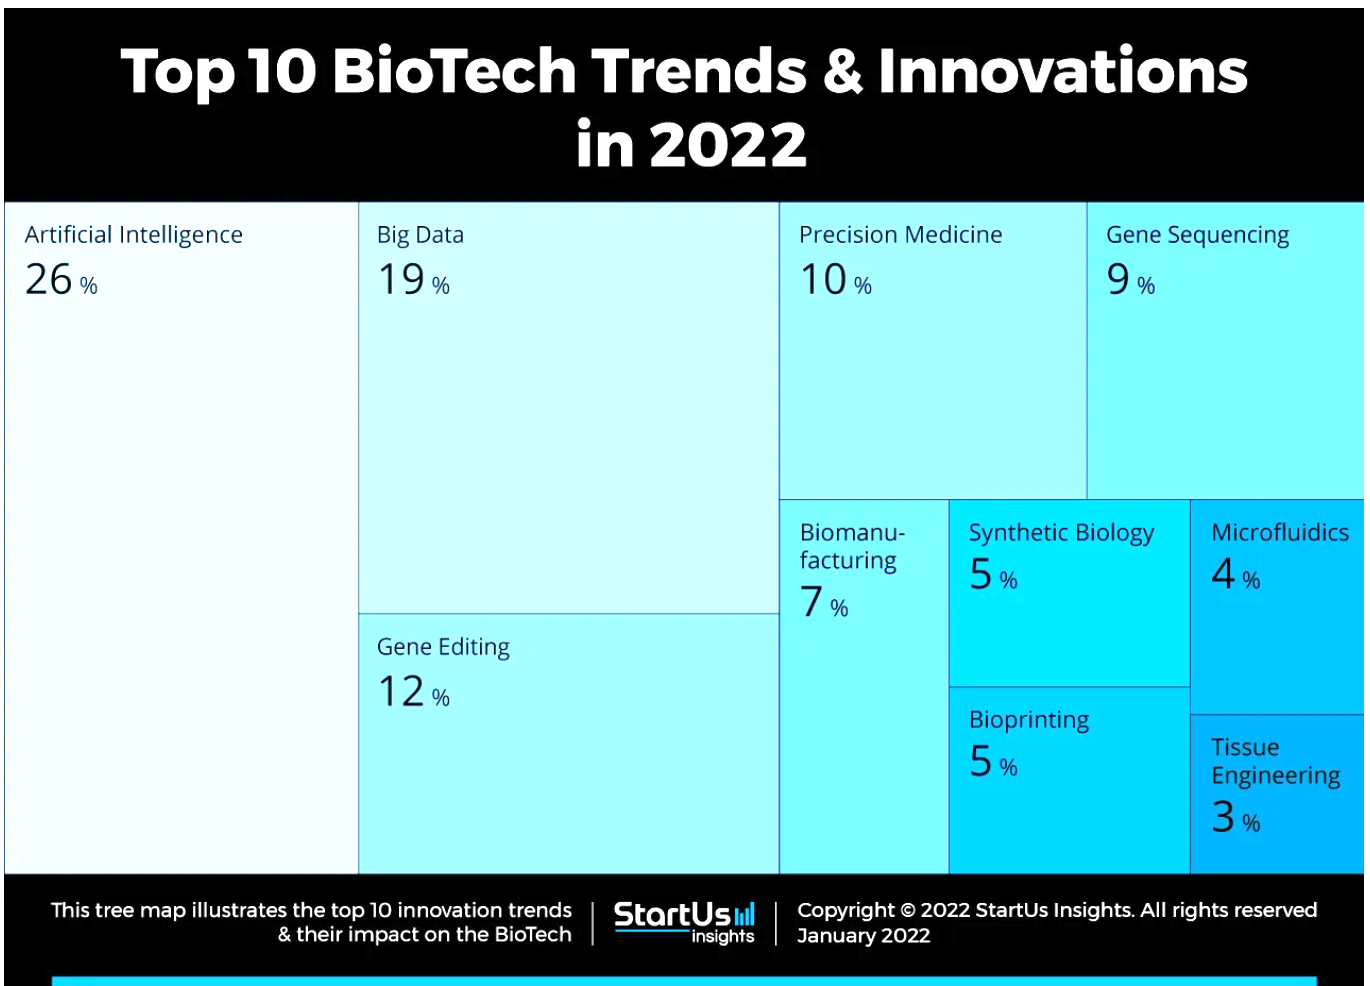 Top 10 BioTech Trends & Innovations
in 2022
Artificial Intelligence
26 %
Big Data
19 %
Precision Medicine
10 %
Gene Sequencing
9 %
Gene Editing
12 %
Biomanu-
facturing
7 %
Synthetic Biology
5 %
Microfluidics
4 %
Bioprinting
5 %
Tissue
Engineering
3 %
This tree map illustrates the top 10 innovation trends
& their impact on the BioTech
StartUs
insights
Copyright © 2022 StartUs Insights. All rights reserved
January 2022